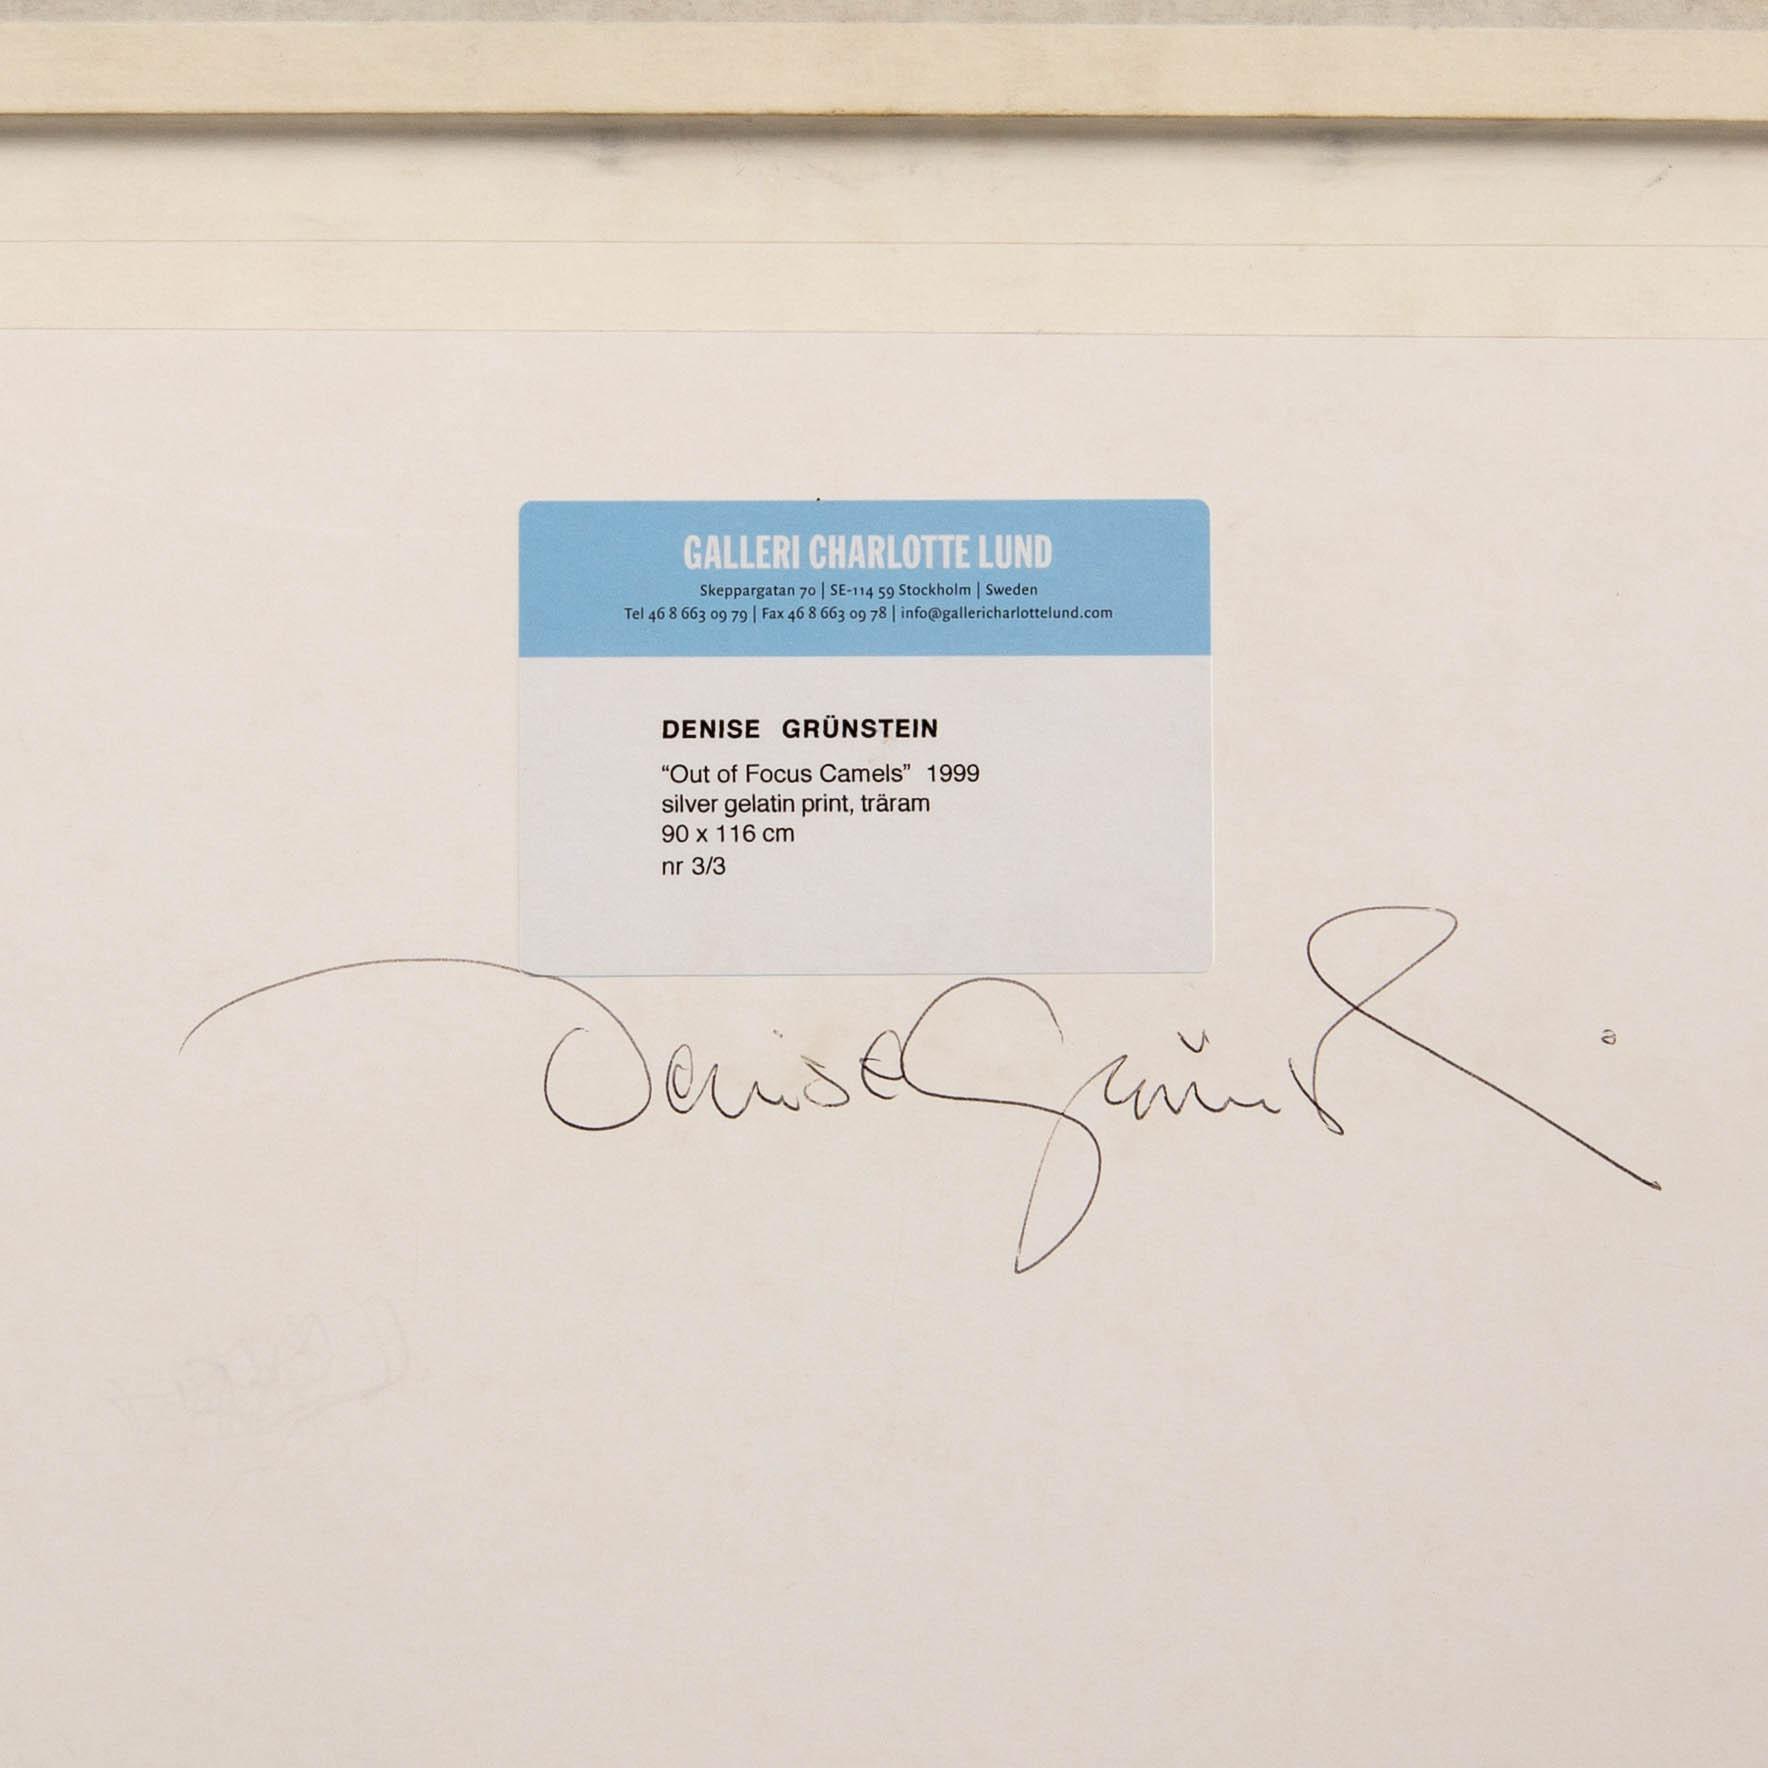 GALLERI CHARLOTTE LUND
Skeppargatan 70 | SE-114 59 Stockholm | Sweden
Tel 46 8 663 09 79 | Fax 46 8 663 09 78 | info@gallericharlottelund.com
DENISE GRÜNSTEIN
“Out of Focus Camels” 1999
silver gelatin print, träram
90 x 116 cm
nr 3/3
Denise Grünst